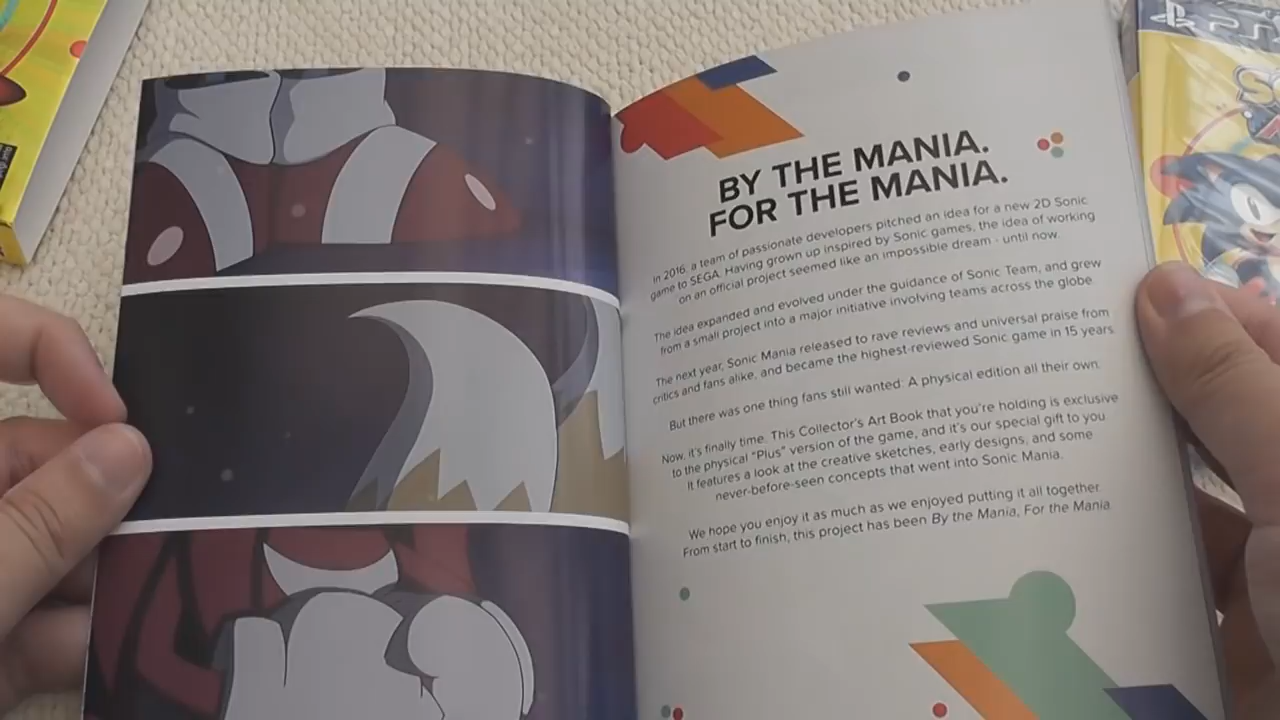 BY THE MANIA.
FOR THE MANIA.
In 2016, a team of passionate developers pitched an idea for a new 2D Sonic
game to SEGA. Having grown up inspired by Sonic games, the idea of working
on an official project seemed like an impossible dream - until now.
The idea expanded and evolved under the guidance of Sonic Team, and grew
from a small project into a major initiative involving teams across the globe.
The next year, Sonic Mania released to rave reviews and universal praise from
critics and fans alike, and became the highest-reviewed Sonic game in 15 years.
But there was one thing fans still wanted: A physical edition all their own.
Now, it's finally time. This Collector's Art Book that you're holding is exclusive
to the physical "Plus" version of the game, and it's our special gift to you.
It features a look at the creative sketches, early designs, and some
never-before-seen concepts that went into Sonic Mania.
We hope you enjoy it as much as we enjoyed putting it all together.
From start to finish, this project has been By the Mania, For the Mania.